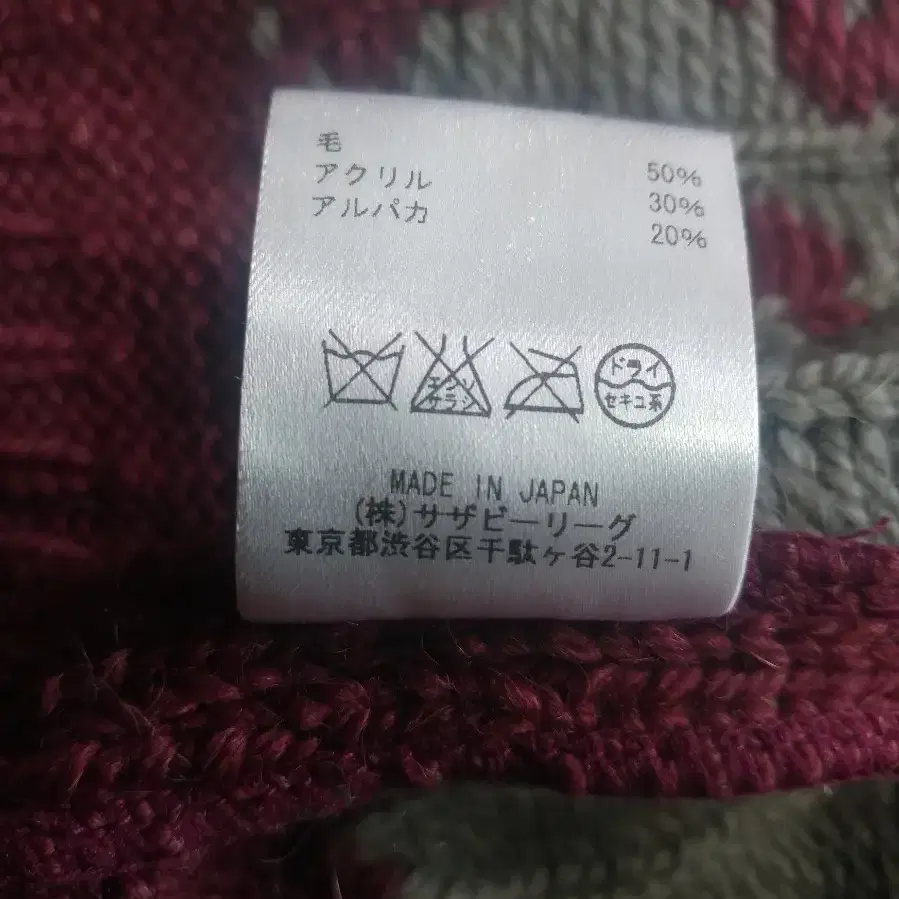 毛 50%
アクリル 30%
アルパカ 20%
エンソ
サラシ
ドライ
セキユ系
MADE IN JAPAN
(株)サザビーリーグ
東京都渋谷区千駄ヶ谷2-11-1